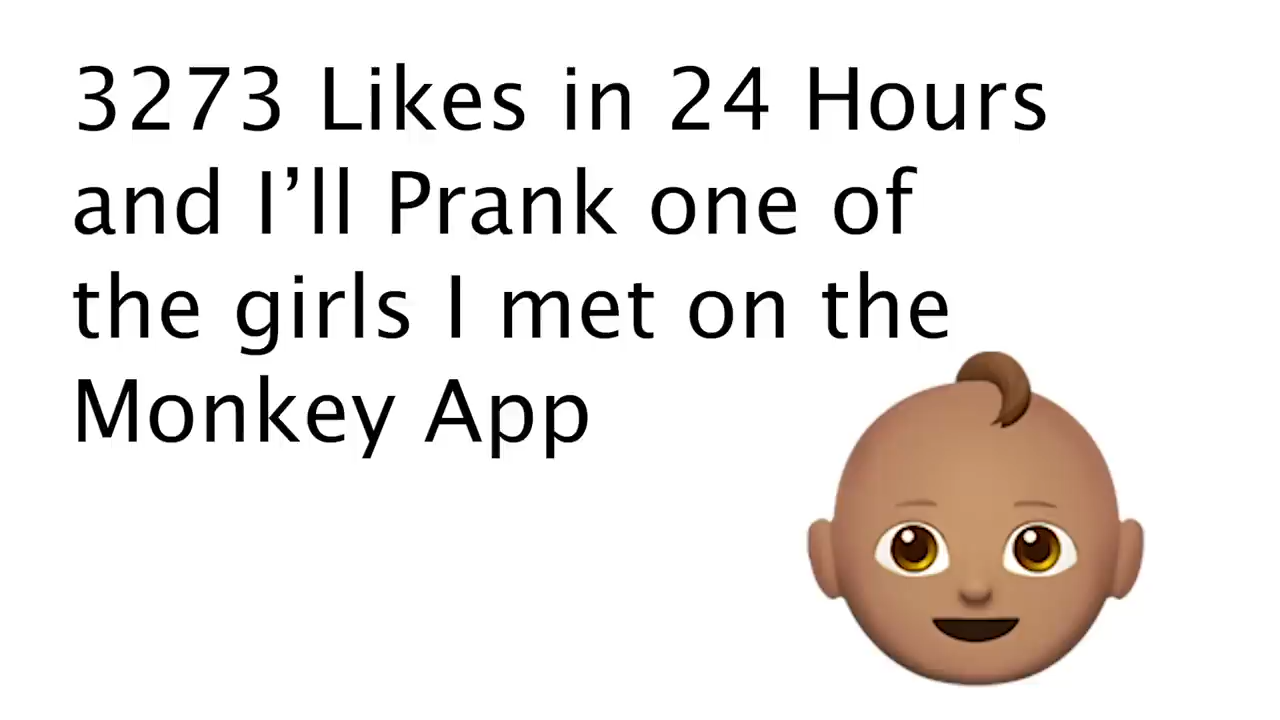 3273 Likes in 24 Hours
and I’ll Prank one of
the girls I met on the
Monkey App